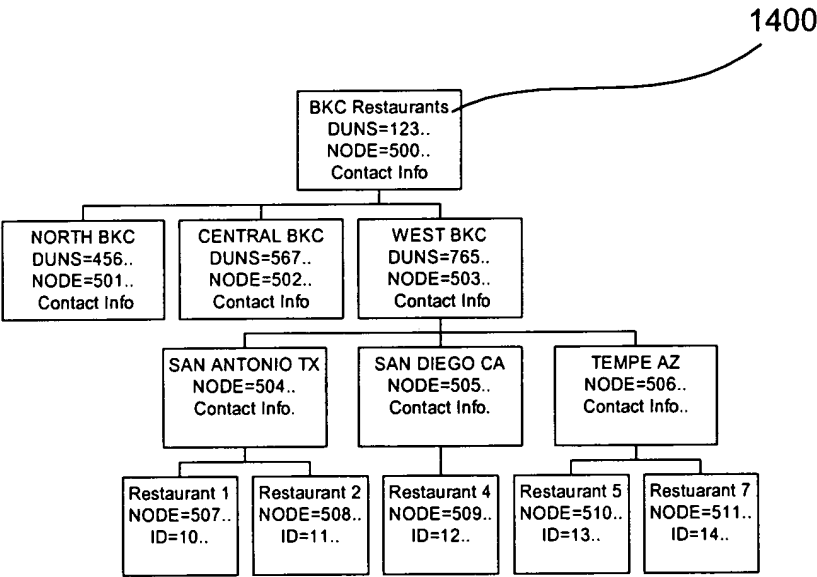 1400
BKC Restaurants
DUNS=123..
NODE=500..
Contact Info
NORTH BKC
DUNS=456..
NODE=501..
Contact Info
CENTRAL BKC
DUNS=567..
NODE=502..
Contact Info
WEST BKC
DUNS=765..
NODE=503..
Contact Info
SAN ANTONIO TX
NODE=504..
Contact Info.
SAN DIEGO CA
NODE=505..
Contact Info.
TEMPE AZ
NODE=506..
Contact Info..
Restaurant 1
NODE=507..
ID=10..
Restaurant 2
NODE=508..
ID=11..
Restaurant 4
NODE=509..
ID=12..
Restaurant 5
NODE=510..
ID=13..
Restuarant 7
NODE=511..
ID=14..